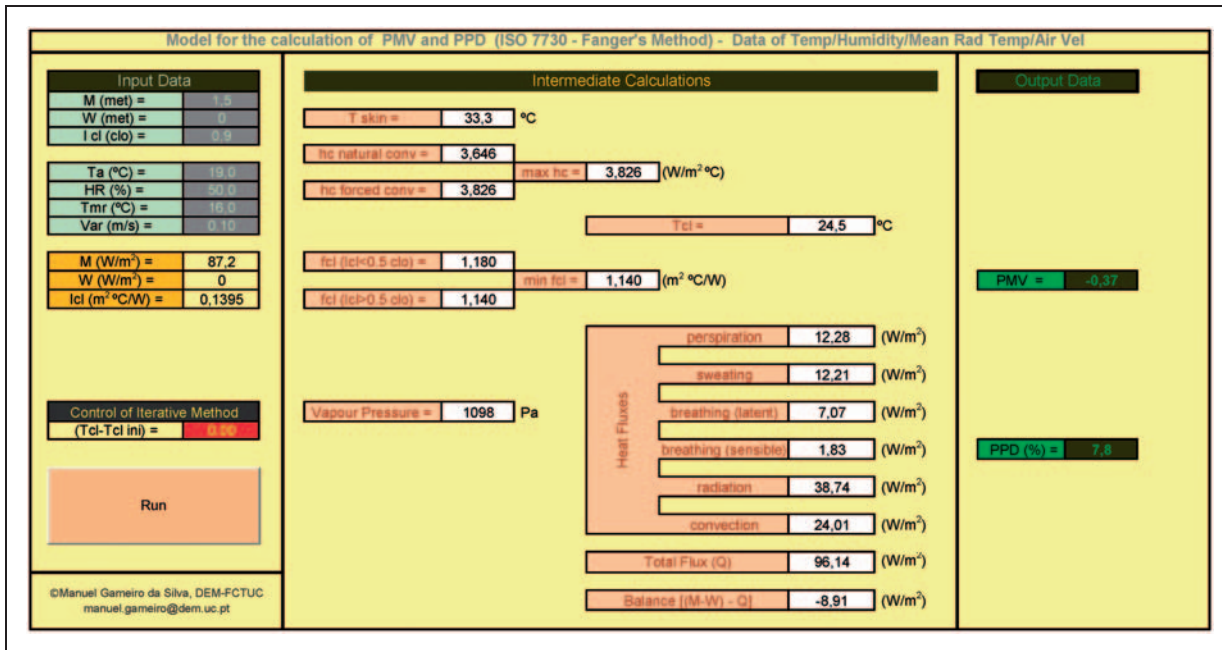 Model for the calculation of PMV and PPD (ISO 7730 - Fanger's Method) - Data of Temp/Humidity/Mean Rad Temp/Air Vel
Input Data
M (met) = 1,5
W (met) = 0
I cl (clo) = 0,9
Ta (ºC) = 19,0
HR (%) = 50,0
Tmr (ºC) = 16,0
Var (m/s) = 0,10
M (W/m²) = 87,2
W (W/m²) = 0
Icl (m² ºC/W) = 0,1395
Control of Iterative Method
(Tcl-Tcl ini) = 0,00
Run
©Manuel Gameiro da Silva, DEM-FCTUC
manuel.gameiro@dem.uc.pt
Intermediate Calculations
T skin = 33,3 ºC
hc natural conv = 3,646
max hc = 3,826 (W/m² ºC)
hc forced conv = 3,826
Tcl = 24,5 ºC
fcl (Icl<0.5 clo) = 1,180
min fcl = 1,140 (m² ºC/W)
fcl (Icl>0.5 clo) = 1,140
Vapour Pressure = 1098 Pa
Heat Fluxes
perspiration 12,28 (W/m²)
sweating 12,21 (W/m²)
breathing (latent) 7,07 (W/m²)
breathing (sensible) 1,83 (W/m²)
radiation 38,74 (W/m²)
convection 24,01 (W/m²)
Total Flux (Q) 96,14 (W/m²)
Balance [(M-W) - Q] -8,91 (W/m²)
Output Data
PMV = -0,37
PPD (%) = 7,8